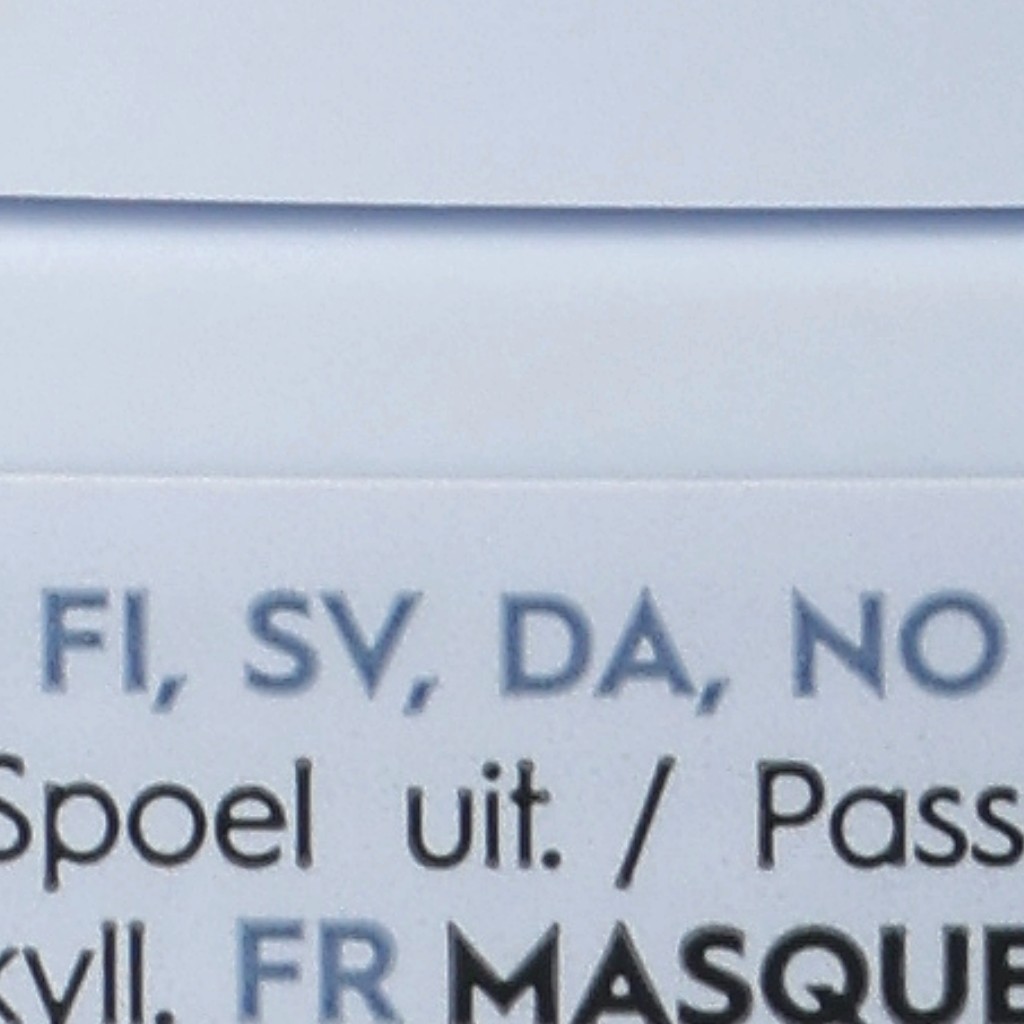 FI, SV, DA, NO
Spoel uit. / Pass
kyll. FR MASQUE